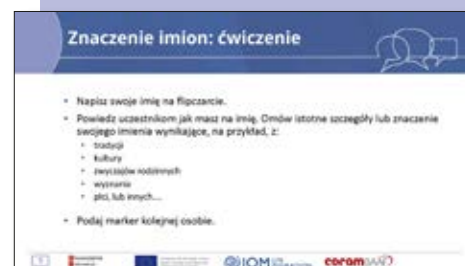 Znaczenie imion: ćwiczenie
• Napisz swoje imię na flipczarcie.
• Powiedz uczestnikom jak masz na imię. Omów istotne szczegóły lub znaczenie
swojego imienia wynikające, na przykład, z:
• tradycji
• kultury
• zwyczajów rodzinnych
• wyznania
• płci, lub innych....
• Podaj marker kolejnej osobie.
IOM coram